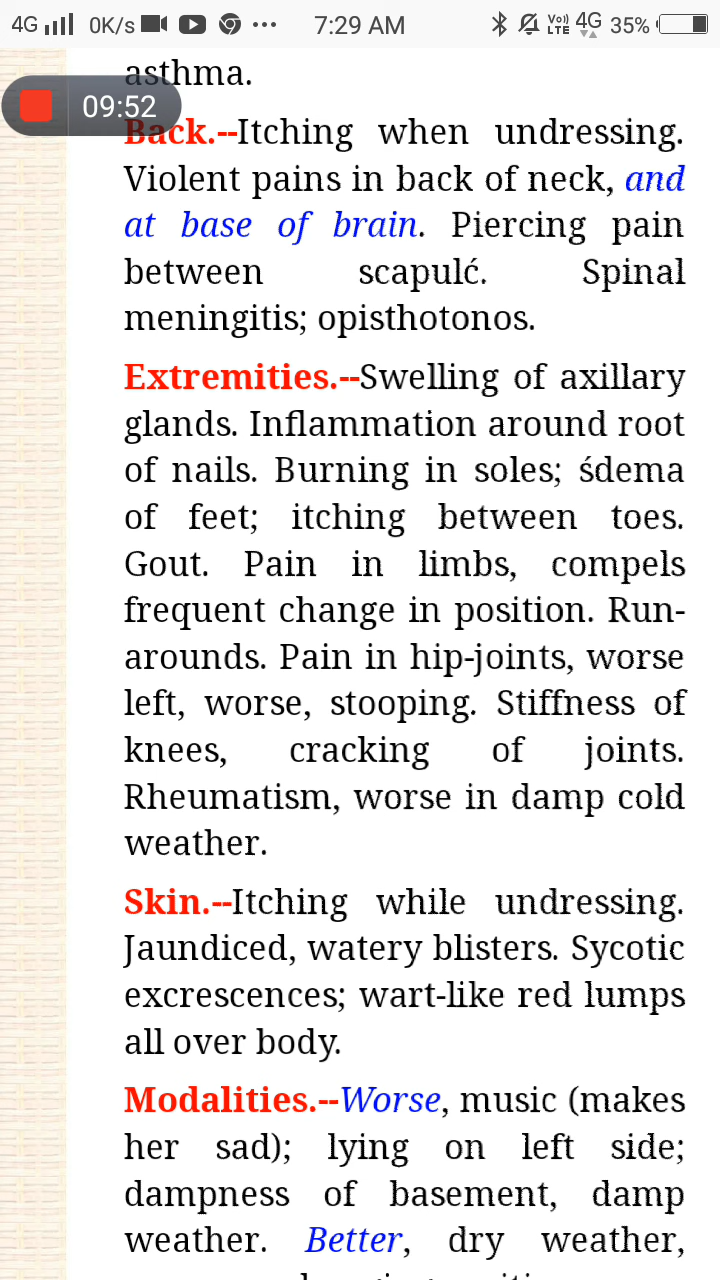 4G 0K/s ... 7:29 AM Vo)) LTE 4G 35%
asthma.
09:52
Back.--Itching when undressing.
Violent pains in back of neck, and
at base of brain. Piercing pain
between scapulć. Spinal
meningitis; opisthotonos.
Extremities.--Swelling of axillary
glands. Inflammation around root
of nails. Burning in soles; śdema
of feet; itching between toes.
Gout. Pain in limbs, compels
frequent change in position. Run-
arounds. Pain in hip-joints, worse
left, worse, stooping. Stiffness of
knees, cracking of joints.
Rheumatism, worse in damp cold
weather.
Skin.--Itching while undressing.
Jaundiced, watery blisters. Sycotic
excrescences; wart-like red lumps
all over body.
Modalities.--Worse, music (makes
her sad); lying on left side;
dampness of basement, damp
weather. Better, dry weather,